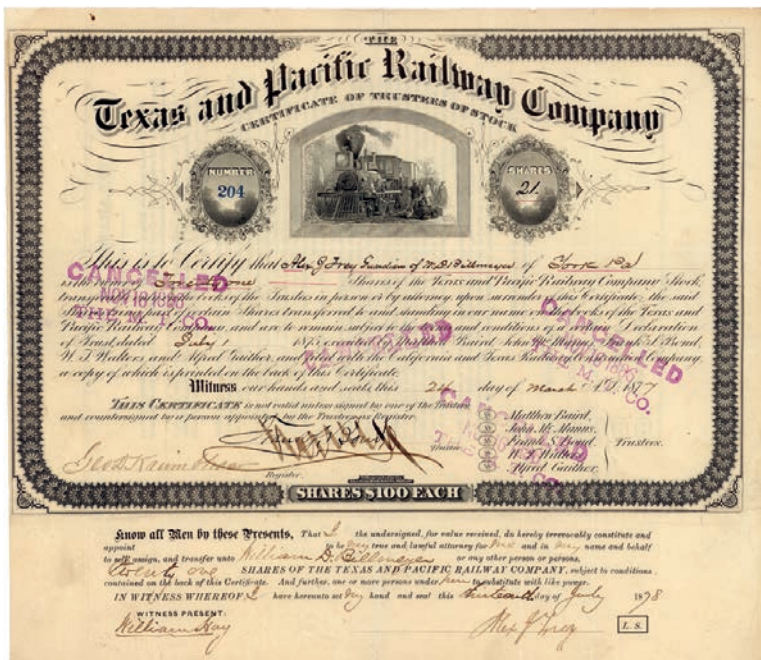 THE
Texas and Pacific Railway Company
CERTIFICATE OF TRUSTEES OF STOCK
NUMBER
204
SHARES
21
This is to Certify that Alex J Frey Guardian of W. D. Billmeyer of York Pa
is the owner of Shares of the Texas and Pacific Railway Company Stock
transferable on the books of the Trustees in person or by attorney upon surrender of this Certificate, the said
Shares transferred to and standing in our name on the books of the Texas and
Pacific Railway Company, and are to remain subject to the and conditions of a Declaration
of Trust, dated July 1 187 executed by Matthew Baird, John McManus, Frank S. Bond,
W. T. Walters and Alfred Gaither, and filed with the California and Texas Railway Construction Company,
a copy of which is printed on the back of this Certificate.
Witness our hands and seals this 24 day of March A.D. 1877
THIS CERTIFICATE is not valid unless signed by one of the Trustees
and countersigned by a person appointed by the Trustees as Register.
Matthew Baird,
John McManus,
Frank S. Bond,
W. T. Walters,
Alfred Gaither,
Trustees.
Register.
SHARES $100 EACH
CANCELLED
NOV 16 1886
THE M. T. CO.
CANCELLED
CANCELLED
THE M. T. CO.
Know all Men by these Presents, That I the undersigned, for value received, do hereby irrevocably constitute and
appoint to be my true and lawful attorney for me and in my name and behalf
to sell, assign, and transfer unto William D. Billmeyer or any other person or persons,
twenty one SHARES OF THE TEXAS AND PACIFIC RAILWAY COMPANY, subject to conditions
contained on the back of this Certificate. And further, one or more persons under him to substitute with like power.
IN WITNESS WHEREOF I have hereunto set my hand and seal this day of July 1878
WITNESS PRESENT:
William Hay
Alex J Frey
L. S.